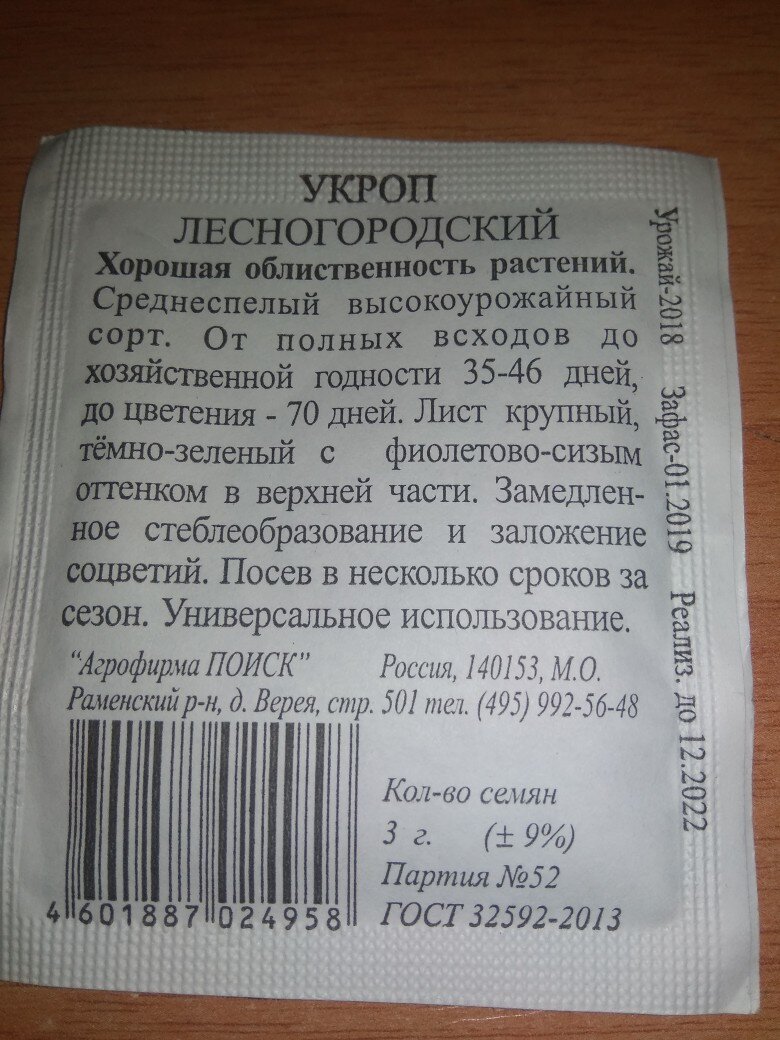 УКРОП
ЛЕСНОГОРОДСКИЙ
Хорошая облиственность растений.
Среднеспелый высокоурожайный
сорт. От полных всходов до
хозяйственной годности 35-46 дней,
до цветения - 70 дней. Лист крупный,
тёмно-зеленый с фиолетово-сизым
оттенком в верхней части. Замедлен-
ное стеблеобразование и заложение
соцветий. Посев в несколько сроков за
сезон. Универсальное использование.
"Агрофирма ПОИСК" Россия, 140153, М.О.
Раменский р-н, д. Верея, стр. 501 тел. (495) 992-56-48
Кол-во семян
3 г. (± 9%)
Партия №52
ГОСТ 32592-2013
4 601887 024958
Урожай-2018 Зафас-01.2019 Реализ. до 12.2022